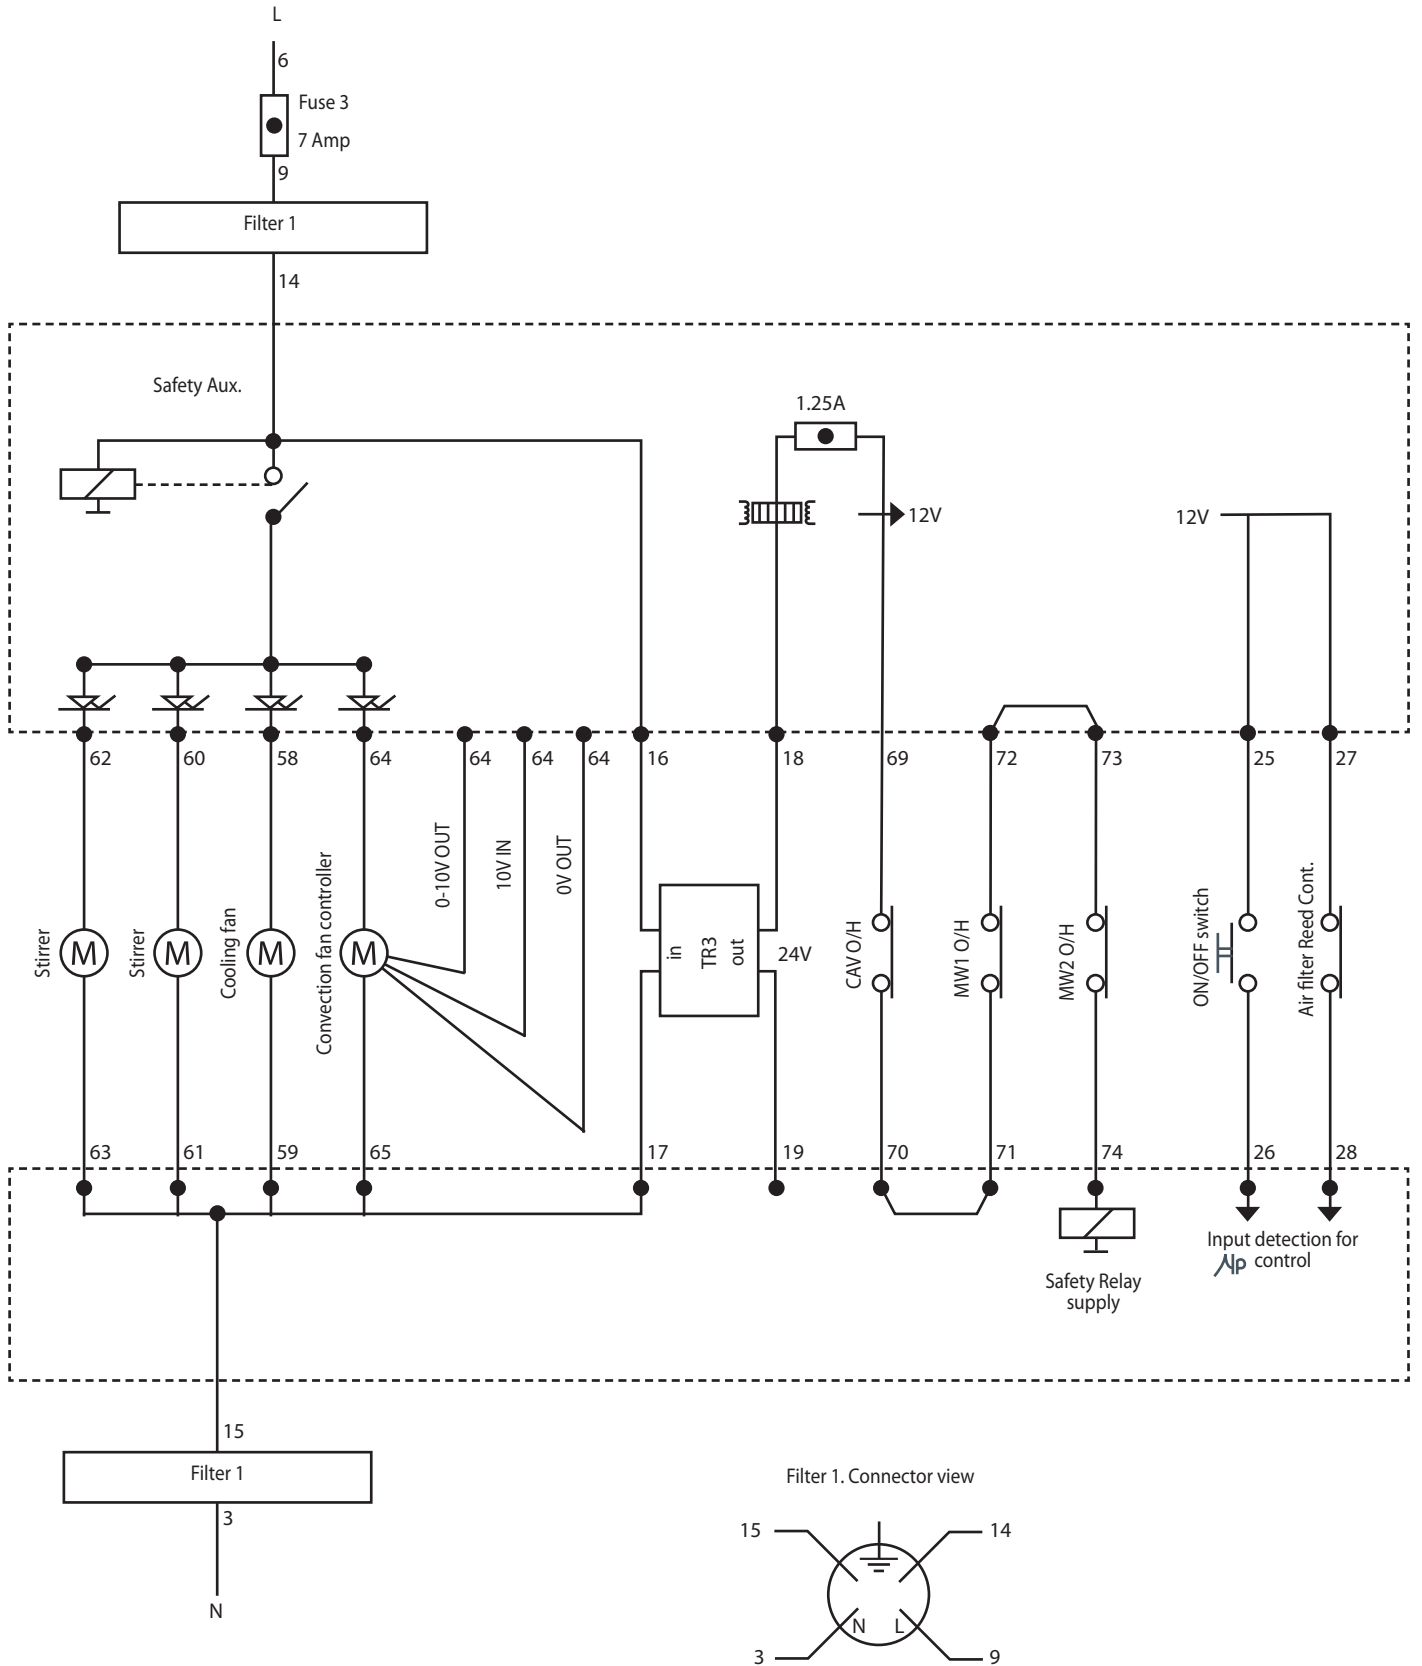 L
6
Fuse 3
7 Amp
9
Filter 1
14
Safety Aux.
1.25A
12V
12V
62
60
58
64
64
64
64
16
18
69
72
73
25
27
Stirrer
Stirrer
Cooling fan
Convection fan controller
0-10V OUT
10V IN
0V OUT
in
TR3
out
24V
CAV O/H
MW1 O/H
MW2 O/H
ON/OFF switch
Air filter Reed Cont.
M
M
M
M
63
61
59
65
17
19
70
71
74
26
28
Input detection for
μp control
Safety Relay
supply
15
Filter 1
3
N
Filter 1. Connector view
15
14
N
L
3
9